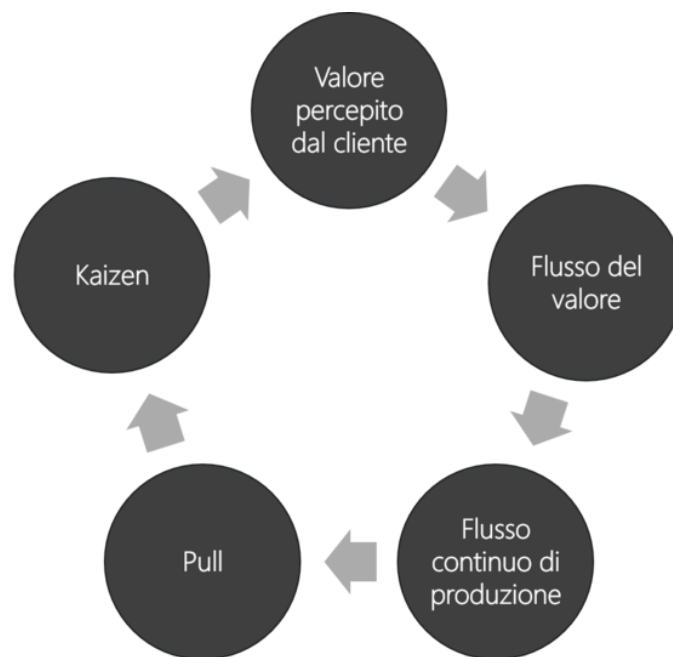 Valore
percepito
dal cliente
Flusso del
valore
Flusso
continuo di
produzione
Pull
Kaizen